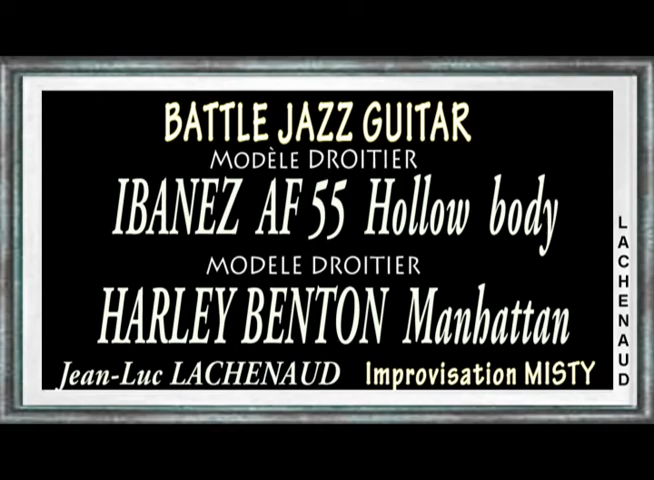 BATTLE JAZZ GUITAR
MODÈLE DROITIER
IBANEZ AF 55 Hollow body
MODELE DROITIER
HARLEY BENTON Manhattan
Jean-Luc LACHENAUD Improvisation MISTY
LACHENAUD